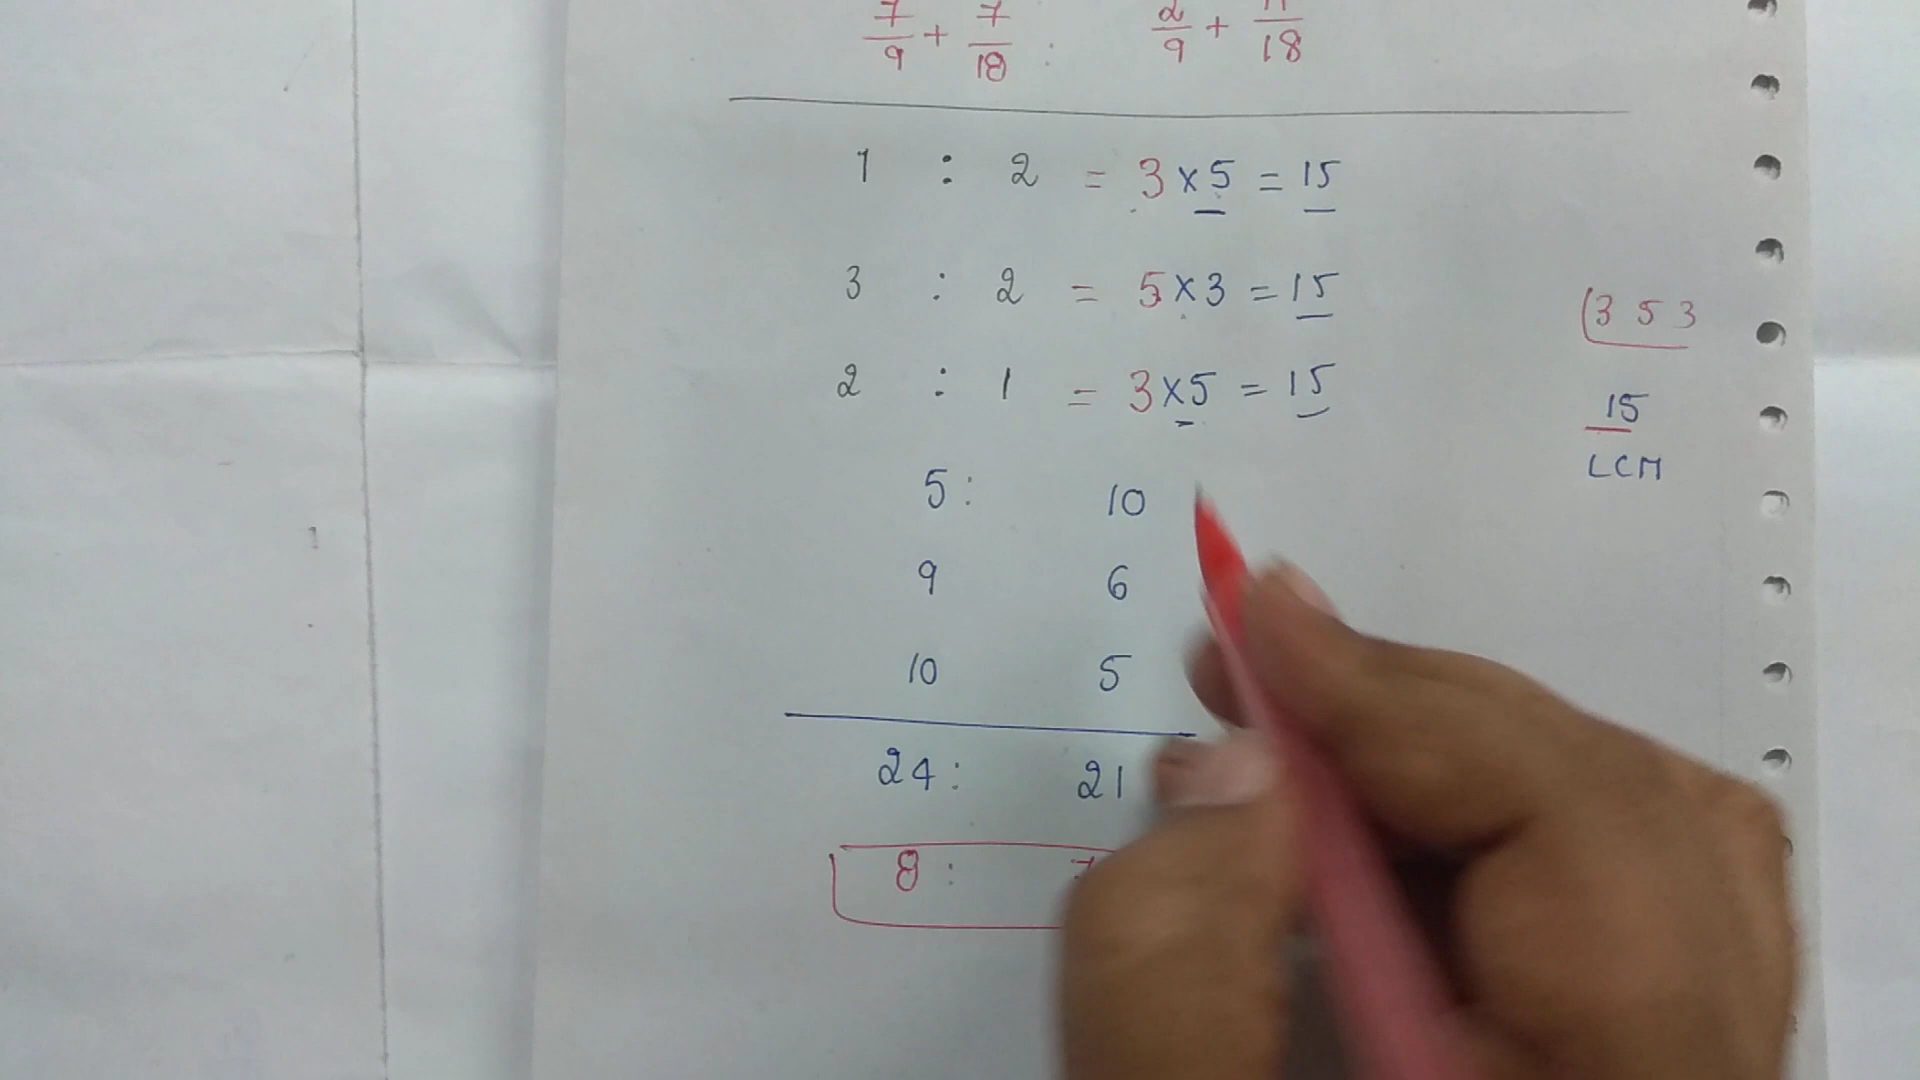 7/9 + 7/18 : 2/9 + 11/18
1 : 2 = 3 × 5 = 15
3 : 2 = 5 × 3 = 15
2 : 1 = 3 × 5 = 15
3 5 3
15
LCM
5 : 10
9 6
10 5
24 : 21
8 : 7